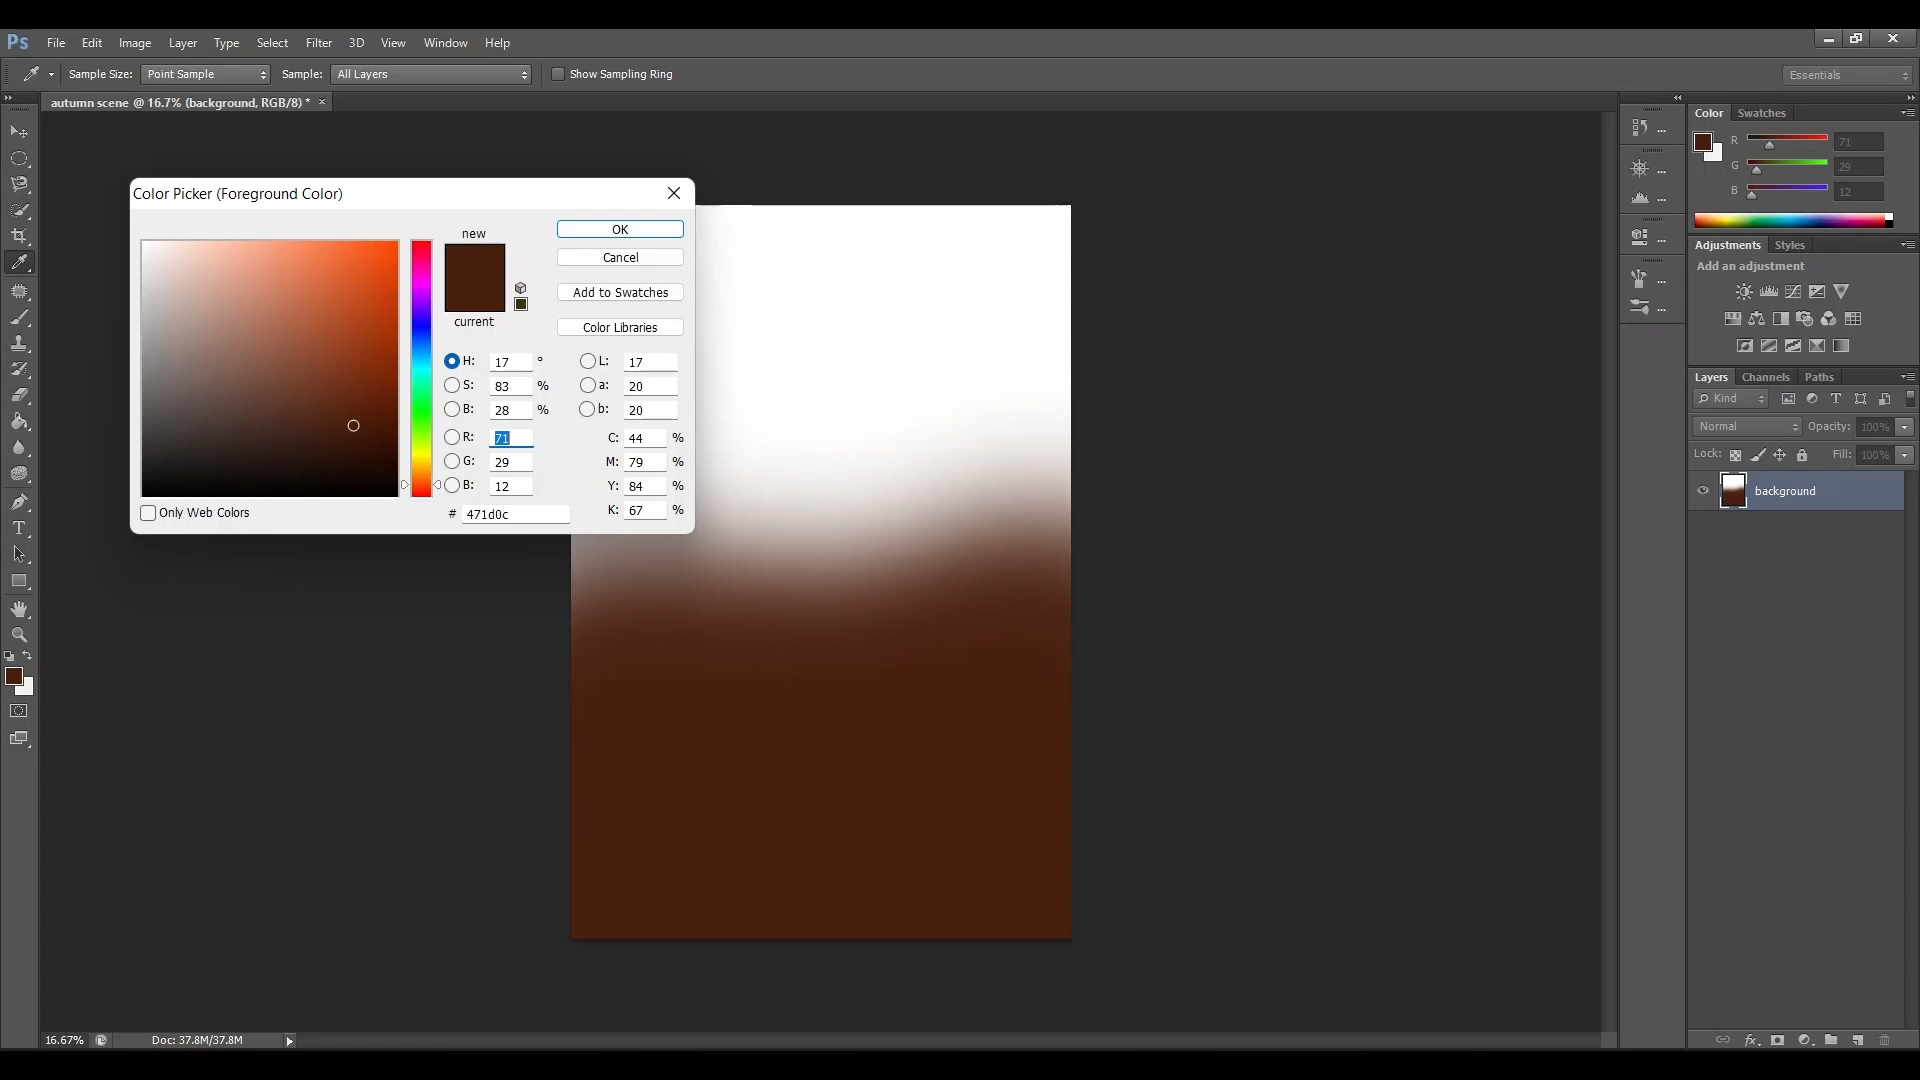 Ps File Edit Image Layer Type Select Filter 3D View Window Help
Sample Size: Point Sample Sample: All Layers Show Sampling Ring Essentials
autumn scene @ 16.7% (background, RGB/8) * ×
Color Swatches
R 71
G 29
B 12
Adjustments Styles
Add an adjustment
Layers Channels Paths
Kind
Normal Opacity: 100%
Lock: Fill: 100%
background
Color Picker (Foreground Color)
new
current
OK
Cancel
Add to Swatches
Color Libraries
H: 17 ° L: 17
S: 83 % a: 20
B: 28 % b: 20
R: 71 C: 44 %
G: 29 M: 79 %
B: 12 Y: 84 %
# 471d0c K: 67 %
Only Web Colors
T
16.67% Doc: 37.8M/37.8M
fx